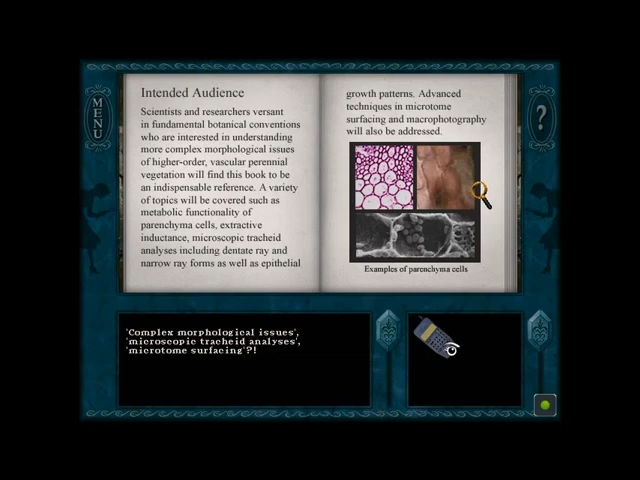 MENU
?
Intended Audience
Scientists and researchers versant
in fundamental botanical conventions
who are interested in understanding
more complex morphological issues
of higher-order, vascular perennial
vegetation will find this book to be
an indispensable reference. A variety
of topics will be covered such as
metabolic functionality of
parenchyma cells, extractive
inductance, microscopic tracheid
analyses including dentate ray and
narrow ray forms as well as epithelial
growth patterns. Advanced
techniques in microtome
surfacing and macrophotography
will also be addressed.
Examples of parenchyma cells
'Complex morphological issues',
'microscopic tracheid analyses',
'microtome surfacing'?!